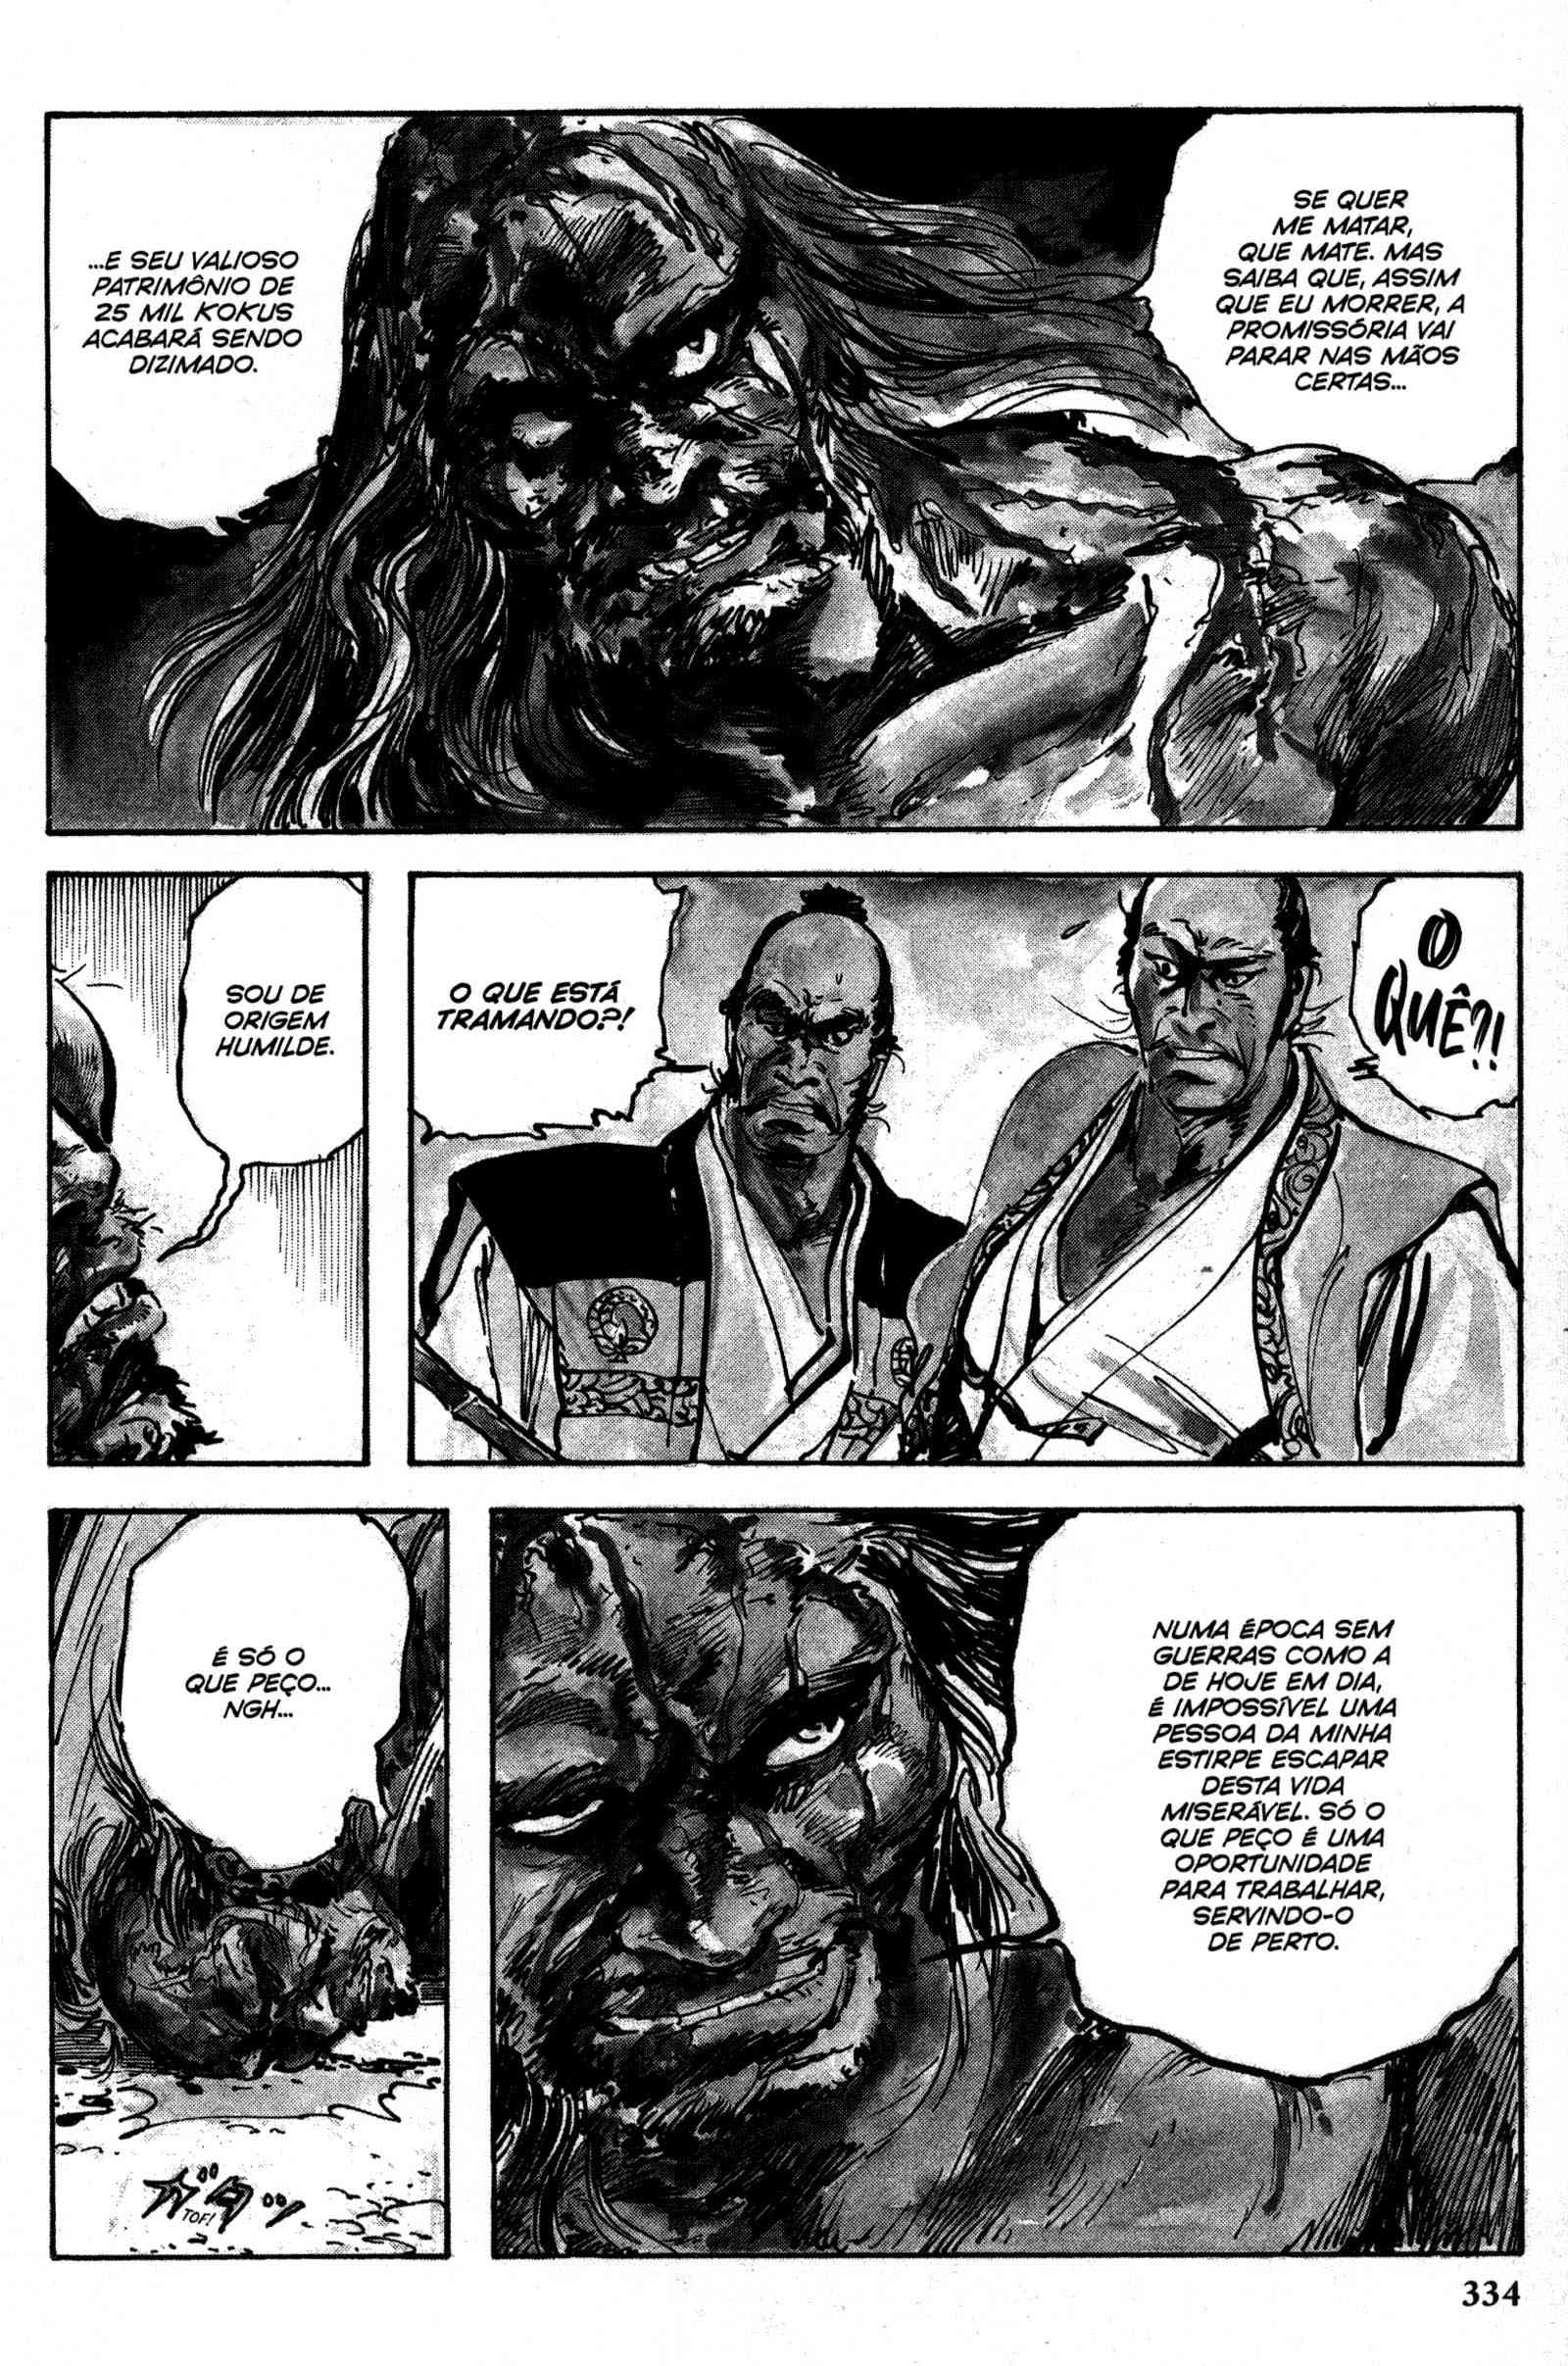 SE QUER
ME MATAR,
QUE MATE. MAS
SAIBA QUE, ASSIM
QUE EU MORRER, A
PROMISSÓRIA VAI
PARAR NAS MÃOS
CERTAS...
...E SEU VALIOSO
PATRIMÔNIO DE
25 MIL KOKUS
ACABARÁ SENDO
DIZIMADO.
O
QUÊ?!
O QUE ESTÁ
TRAMANDO?!
SOU DE
ORIGEM
HUMILDE.
NUMA ÉPOCA SEM
GUERRAS COMO A
DE HOJE EM DIA,
É IMPOSSÍVEL UMA
PESSOA DA MINHA
ESTIRPE ESCAPAR
DESTA VIDA
MISERÁVEL. SÓ O
QUE PEÇO É UMA
OPORTUNIDADE
PARA TRABALHAR,
SERVINDO-O
DE PERTO.
É SÓ O
QUE PEÇO...
NGH...
ガタッ
TOF!
334